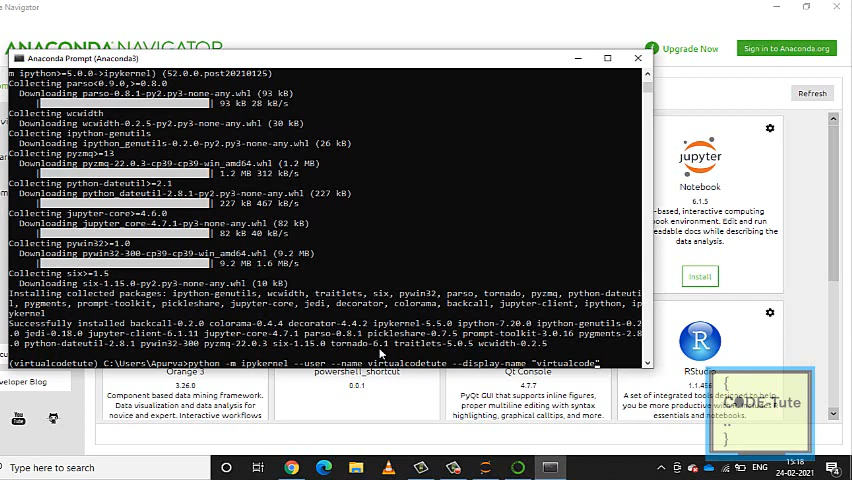 Navigator
ANACONDA NAVIGATOR
Upgrade Now
Sign in to Anaconda.org
Anaconda Prompt (Anaconda3)
m ipython>=5.0.0->ipykernel) (52.0.0.post20210125)
Collecting parso<0.9.0,>=0.8.0
Downloading parso-0.8.1-py2.py3-none-any.whl (93 kB)
| | 93 kB 28 kB/s
Collecting wcwidth
Downloading wcwidth-0.2.5-py2.py3-none-any.whl (30 kB)
Collecting ipython-genutils
Downloading ipython_genutils-0.2.0-py2.py3-none-any.whl (26 kB)
Collecting pyzmq>=13
Downloading pyzmq-22.0.3-cp39-cp39-win_amd64.whl (1.2 MB)
| | 1.2 MB 312 kB/s
Collecting python-dateutil>=2.1
Downloading python_dateutil-2.8.1-py2.py3-none-any.whl (227 kB)
| | 227 kB 467 kB/s
Collecting jupyter-core>=4.6.0
Downloading jupyter_core-4.7.1-py3-none-any.whl (82 kB)
| | 82 kB 40 kB/s
Collecting pywin32>=1.0
Downloading pywin32-300-cp39-cp39-win_amd64.whl (9.2 MB)
| | 9.2 MB 1.6 MB/s
Collecting six>=1.5
Downloading six-1.15.0-py2.py3-none-any.whl (10 kB)
Installing collected packages: ipython-genutils, wcwidth, traitlets, six, pywin32, parso, tornado, pyzmq, python-dateuti
l, pygments, prompt-toolkit, pickleshare, jupyter-core, jedi, decorator, colorama, backcall, jupyter-client, ipython, ip
ykernel
Successfully installed backcall-0.2.0 colorama-0.4.4 decorator-4.4.2 ipykernel-5.5.0 ipython-7.20.0 ipython-genutils-0.2
.0 jedi-0.18.0 jupyter-client-6.1.11 jupyter-core-4.7.1 parso-0.8.1 pickleshare-0.7.5 prompt-toolkit-3.0.16 pygments-2.8
.0 python-dateutil-2.8.1 pywin32-300 pyzmq-22.0.3 six-1.15.0 tornado-6.1 traitlets-5.0.5 wcwidth-0.2.5
(virtualcodetute) C:\Users\Apurva>python -m ipykernel --user --name virtualcodetute --display-name "virtualcode"
Refresh
Notebook
6.1.5
-based, interactive computing
notebook environment. Edit and run
readable docs while describing the
data analysis.
Install
3.26.0
Component based data mining framework.
Data visualization and data analysis for
novice and expert. Interactive workflows
powershell_shortcut
0.0.1
Qt Console
4.7.7
PyQt GUI that supports inline figures,
proper multiline editing with syntax
highlighting, graphical calltips, and more.
RStudio
1.1.456
A set of integrated tools designed to help
you be more productive with
essentials and notebooks.
{
CODE-Tute
..
}
veloper Blog
You Tube
Type here to search
ENG
15:18
24-02-2021
4